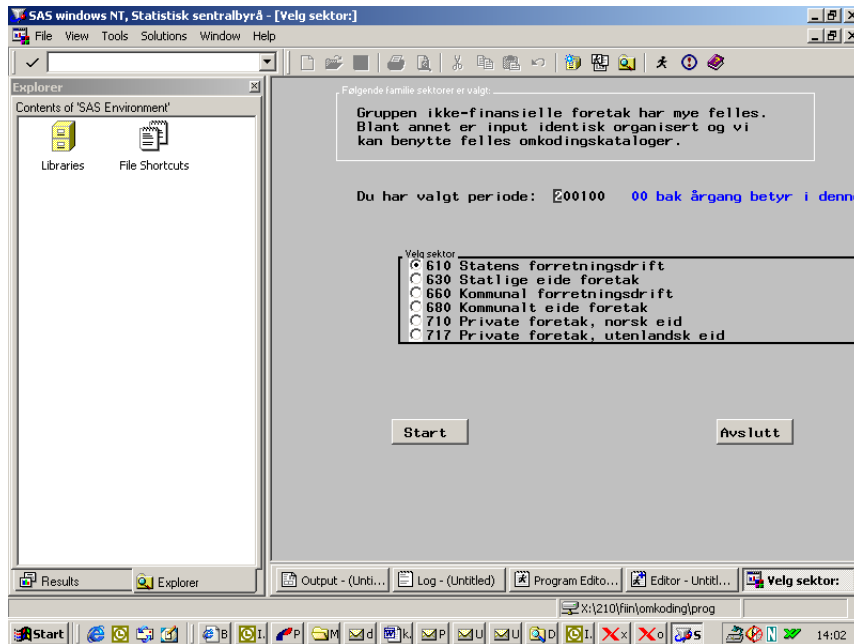 SAS windows NT, Statistisk sentralbyrå - [Velg sektor:]
File View Tools Solutions Window Help
Explorer
Contents of 'SAS Environment'
Libraries
File Shortcuts
Følgende familie sektorer er valgt:
Gruppen ikke-finansielle foretak har mye felles.
Blant annet er input identisk organisert og vi
kan benytte felles omkodingskataloger.
Du har valgt periode: 200100 00 bak årgang betyr i denn
Velg sektor
610 Statens forretningsdrift
630 Statlige eide foretak
660 Kommunal forretningsdrift
680 Kommunalt eide foretak
710 Private foretak, norsk eid
717 Private foretak, utenlandsk eid
Start
Avslutt
Results
Explorer
Output - (Unti...
Log - (Untitled)
Program Edito...
Editor - Untitl...
Velg sektor:
X:\210\fiin\omkoding\prog
Start
B
I.
P
M
d
k.
P
U
U
D
I.
x
o
S
14:02